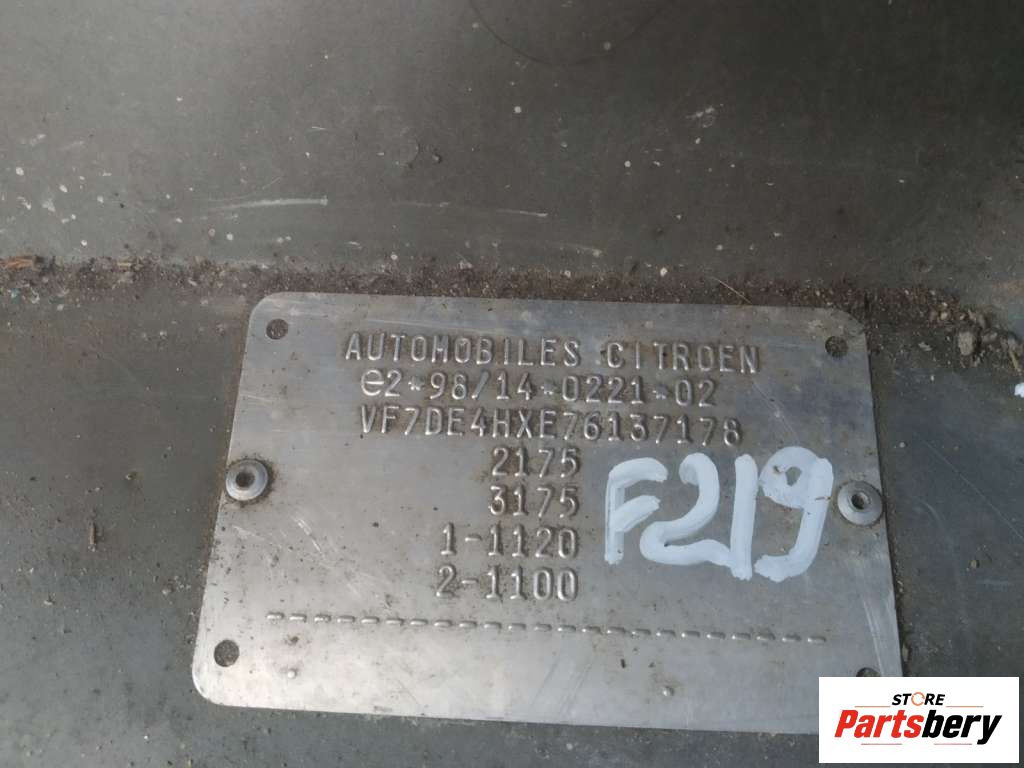 AUTOMOBILES CITROEN
e2*98/14*0221*02
VF7DE4HXE76137178
2175
3175
1-1120
2-1100
F219
STORE
Partsbery